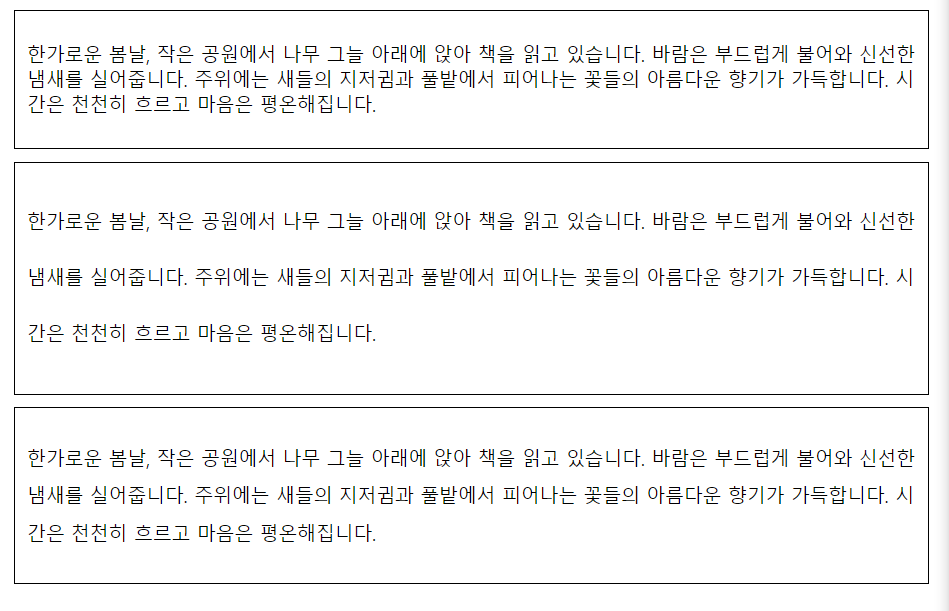 한가로운 봄날, 작은 공원에서 나무 그늘 아래에 앉아 책을 읽고 있습니다. 바람은 부드럽게 불어와 신선한
냄새를 실어줍니다. 주위에는 새들의 지저귐과 풀밭에서 피어나는 꽃들의 아름다운 향기가 가득합니다. 시
간은 천천히 흐르고 마음은 평온해집니다.
한가로운 봄날, 작은 공원에서 나무 그늘 아래에 앉아 책을 읽고 있습니다. 바람은 부드럽게 불어와 신선한
냄새를 실어줍니다. 주위에는 새들의 지저귐과 풀밭에서 피어나는 꽃들의 아름다운 향기가 가득합니다. 시
간은 천천히 흐르고 마음은 평온해집니다.
한가로운 봄날, 작은 공원에서 나무 그늘 아래에 앉아 책을 읽고 있습니다. 바람은 부드럽게 불어와 신선한
냄새를 실어줍니다. 주위에는 새들의 지저귐과 풀밭에서 피어나는 꽃들의 아름다운 향기가 가득합니다. 시
간은 천천히 흐르고 마음은 평온해집니다.